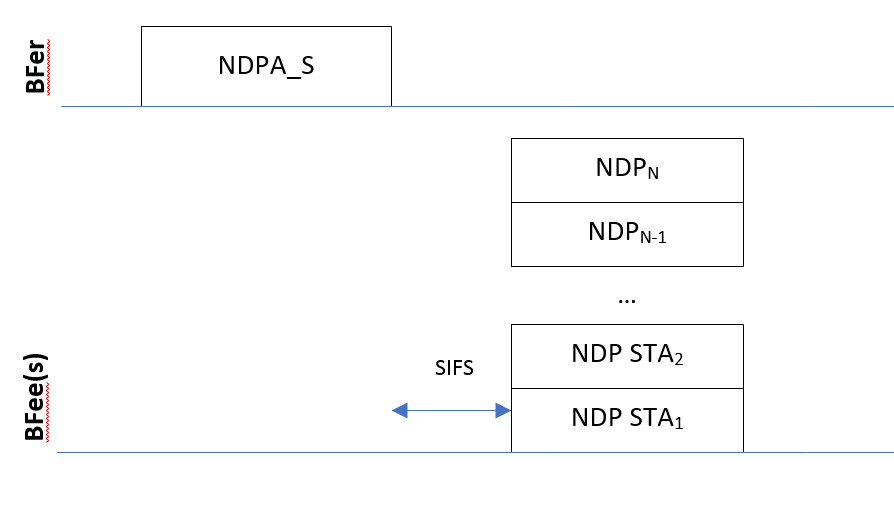 BFer
NDPA_S
NDPN
NDPN-1
...
BFee(s)
SIFS
NDP STA2
NDP STA1